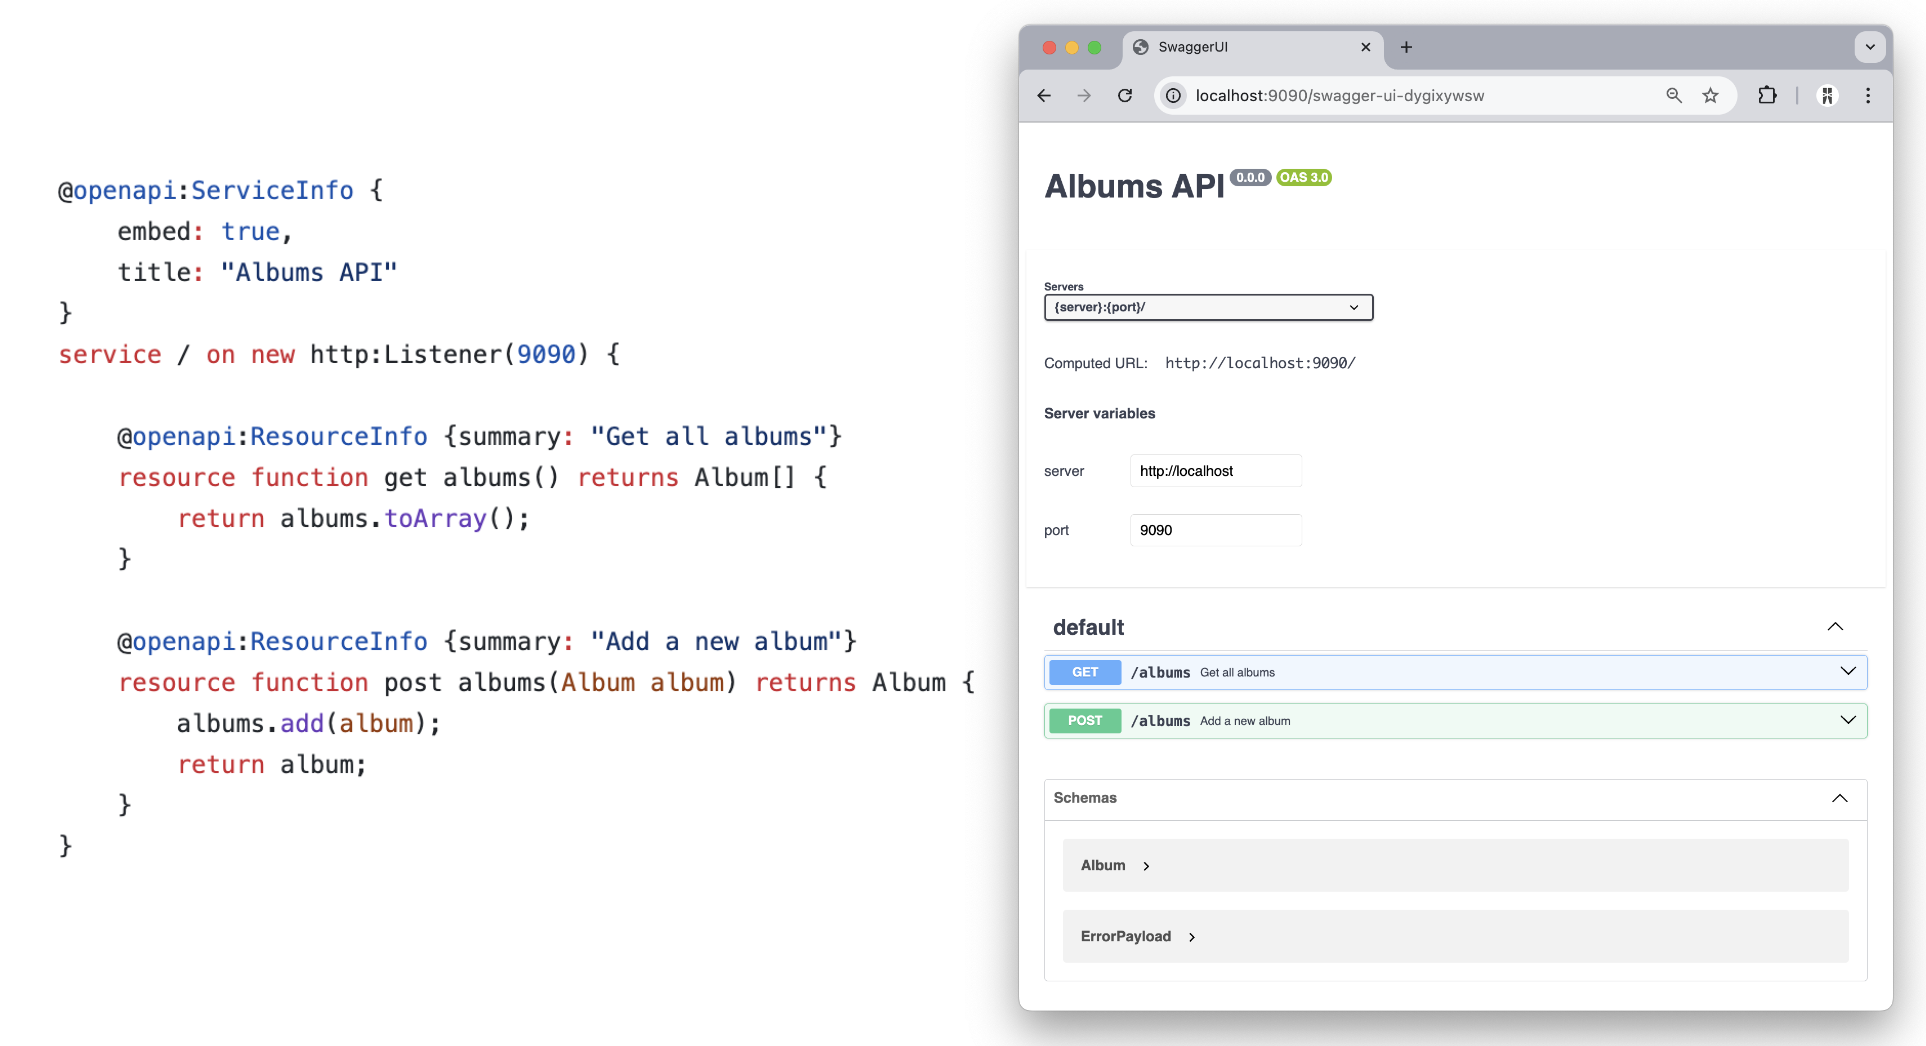 @openapi:ServiceInfo {
    embed: true,
    title: "Albums API"
}
service / on new http:Listener(9090) {

    @openapi:ResourceInfo {summary: "Get all albums"}
    resource function get albums() returns Album[] {
        return albums.toArray();
    }

    @openapi:ResourceInfo {summary: "Add a new album"}
    resource function post albums(Album album) returns Album {
        albums.add(album);
        return album;
    }
}
SwaggerUI
localhost:9090/swagger-ui-dygixywsw
Albums API 0.0.0 OAS 3.0
Servers
{server}:{port}/
Computed URL: http://localhost:9090/
Server variables
server http://localhost
port 9090
default
GET /albums Get all albums
POST /albums Add a new album
Schemas
Album
ErrorPayload